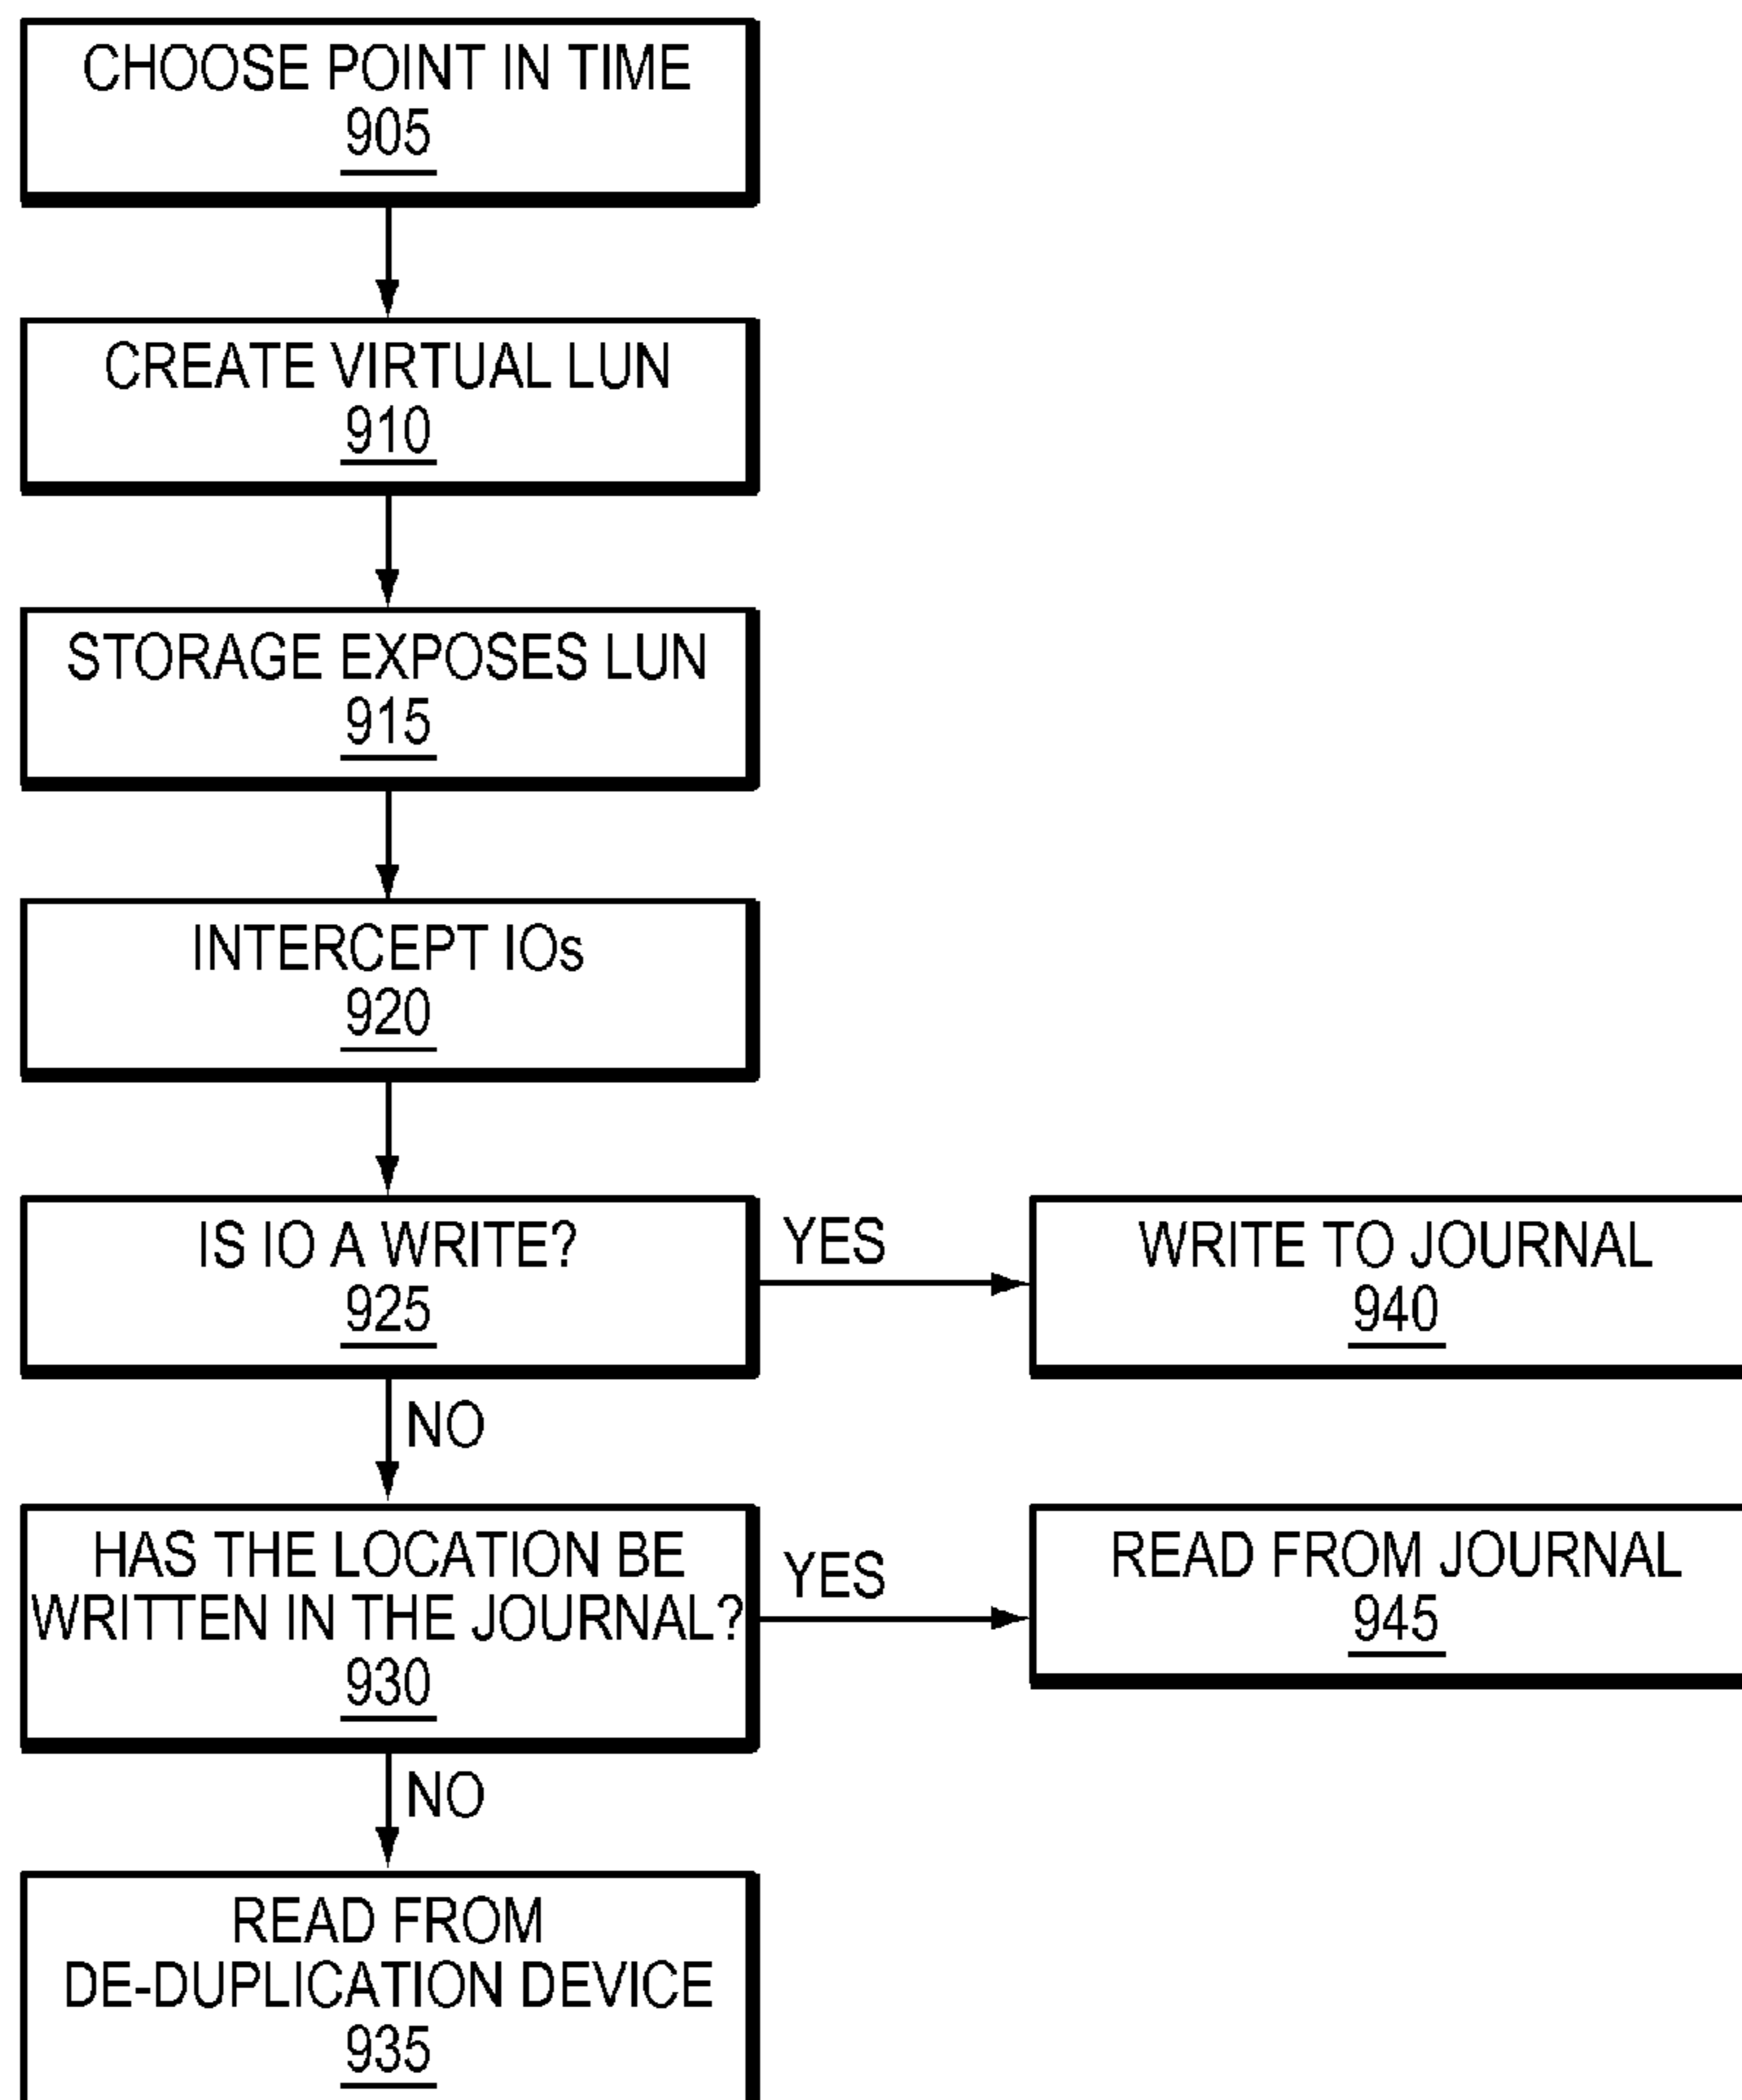 CHOOSE POINT IN TIME
905
CREATE VIRTUAL LUN
910
STORAGE EXPOSES LUN
915
INTERCEPT IOs
920
IS IO A WRITE?
925
YES
WRITE TO JOURNAL
940
NO
HAS THE LOCATION BE
WRITTEN IN THE JOURNAL?
930
YES
READ FROM JOURNAL
945
NO
READ FROM
DE-DUPLICATION DEVICE
935